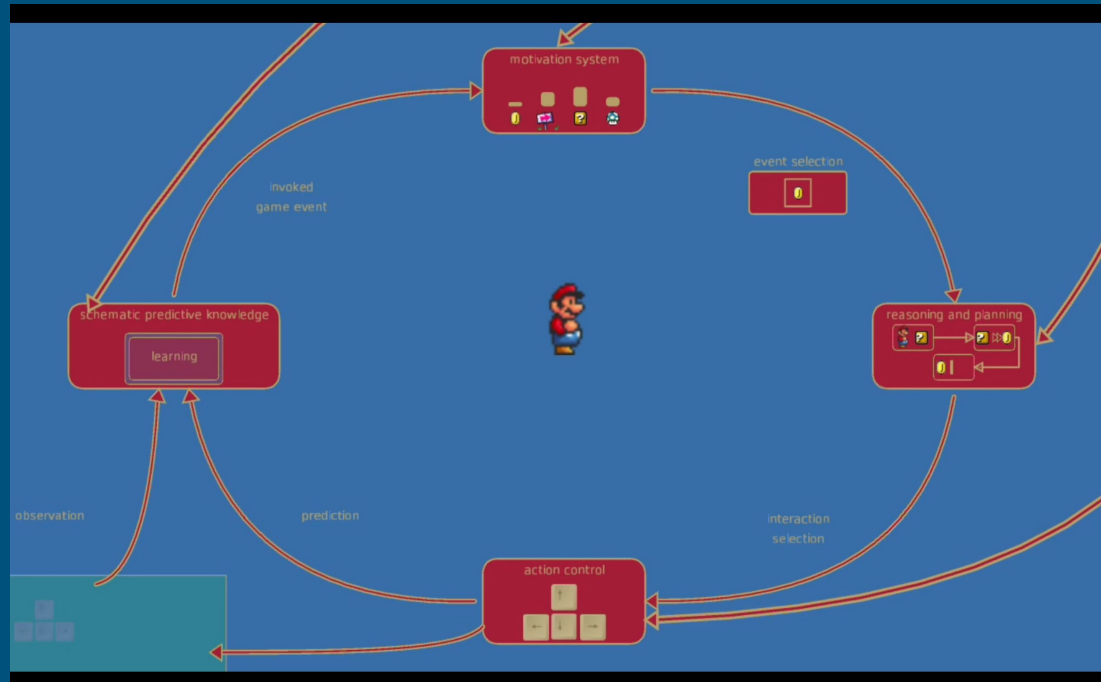 motivation system
event selection
invoked
game event
schematic predictive knowledge
learning
reasoning and planning
observation
prediction
interaction
selection
action control